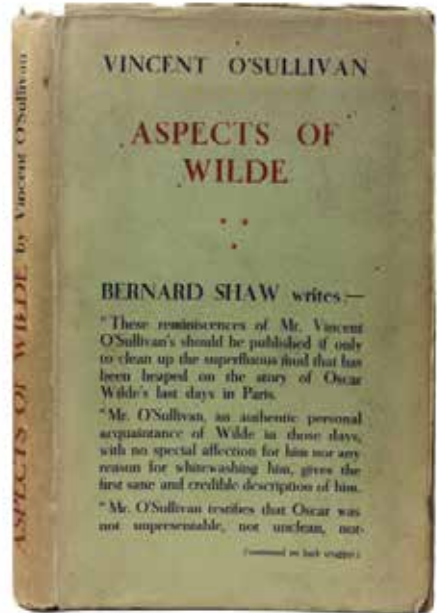 ASPECTS OF WILDE by Vincent O'Sullivan
VINCENT O'SULLIVAN
ASPECTS OF
WILDE
BERNARD SHAW writes—
"These reminiscences of Mr. Vincent
O'Sullivan's should be published if only
to clean up the superfluous mud that has
been heaped on the story of Oscar
Wilde's last days in Paris.
"Mr. O'Sullivan, an authentic personal
acquaintance of Wilde in those days,
with no special affection for him nor any
reason for whitewashing him, gives the
first sane and credible description of him.
"Mr. O'Sullivan testifies that Oscar was
not unpresentable, not unclean, not-
(continued on back wrapper)